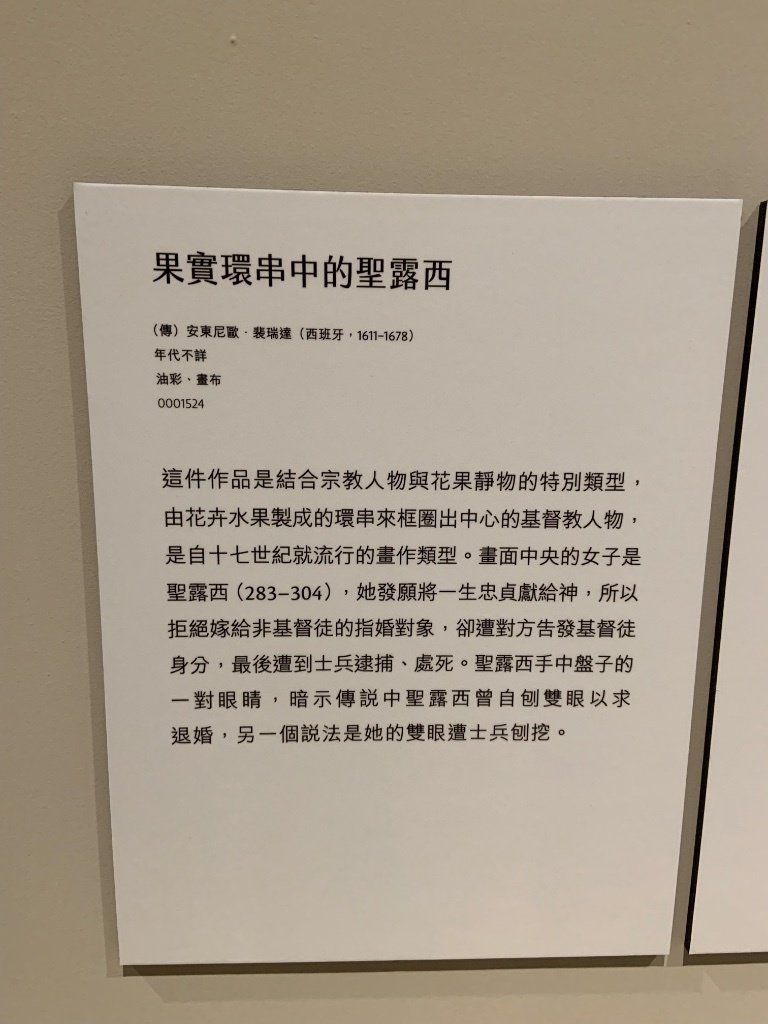 果實環串中的聖露西
（傳）安東尼歐．裴瑞達（西班牙，1611–1678）
年代不詳
油彩、畫布
0001524
這件作品是結合宗教人物與花果靜物的特別類型，
由花卉水果製成的環串來框圈出中心的基督教人物，
是自十七世紀就流行的畫作類型。畫面中央的女子是
聖露西（283–304），她發願將一生忠貞獻給神，所以
拒絕嫁給非基督徒的指婚對象，卻遭對方告發基督徒
身分，最後遭到士兵逮捕、處死。聖露西手中盤子的
一對眼睛，暗示傳說中聖露西曾自刨雙眼以求
退婚，另一個說法是她的雙眼遭士兵刨挖。